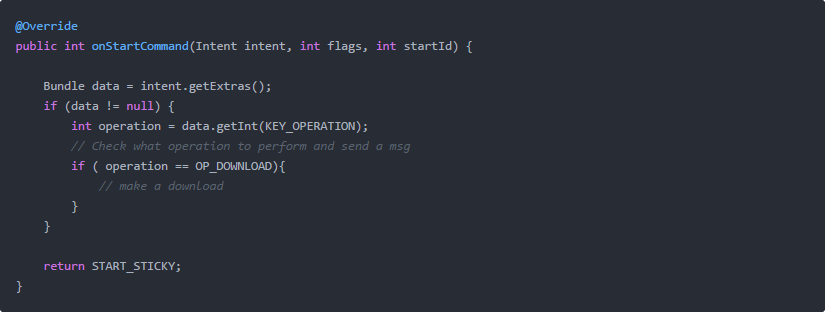 @Override
public int onStartCommand(Intent intent, int flags, int startId) {
    Bundle data = intent.getExtras();
    if (data != null) {
        int operation = data.getInt(KEY_OPERATION);
        // Check what operation to perform and send a msg
        if ( operation == OP_DOWNLOAD){
            // make a download
        }
    }
    return START_STICKY;
}